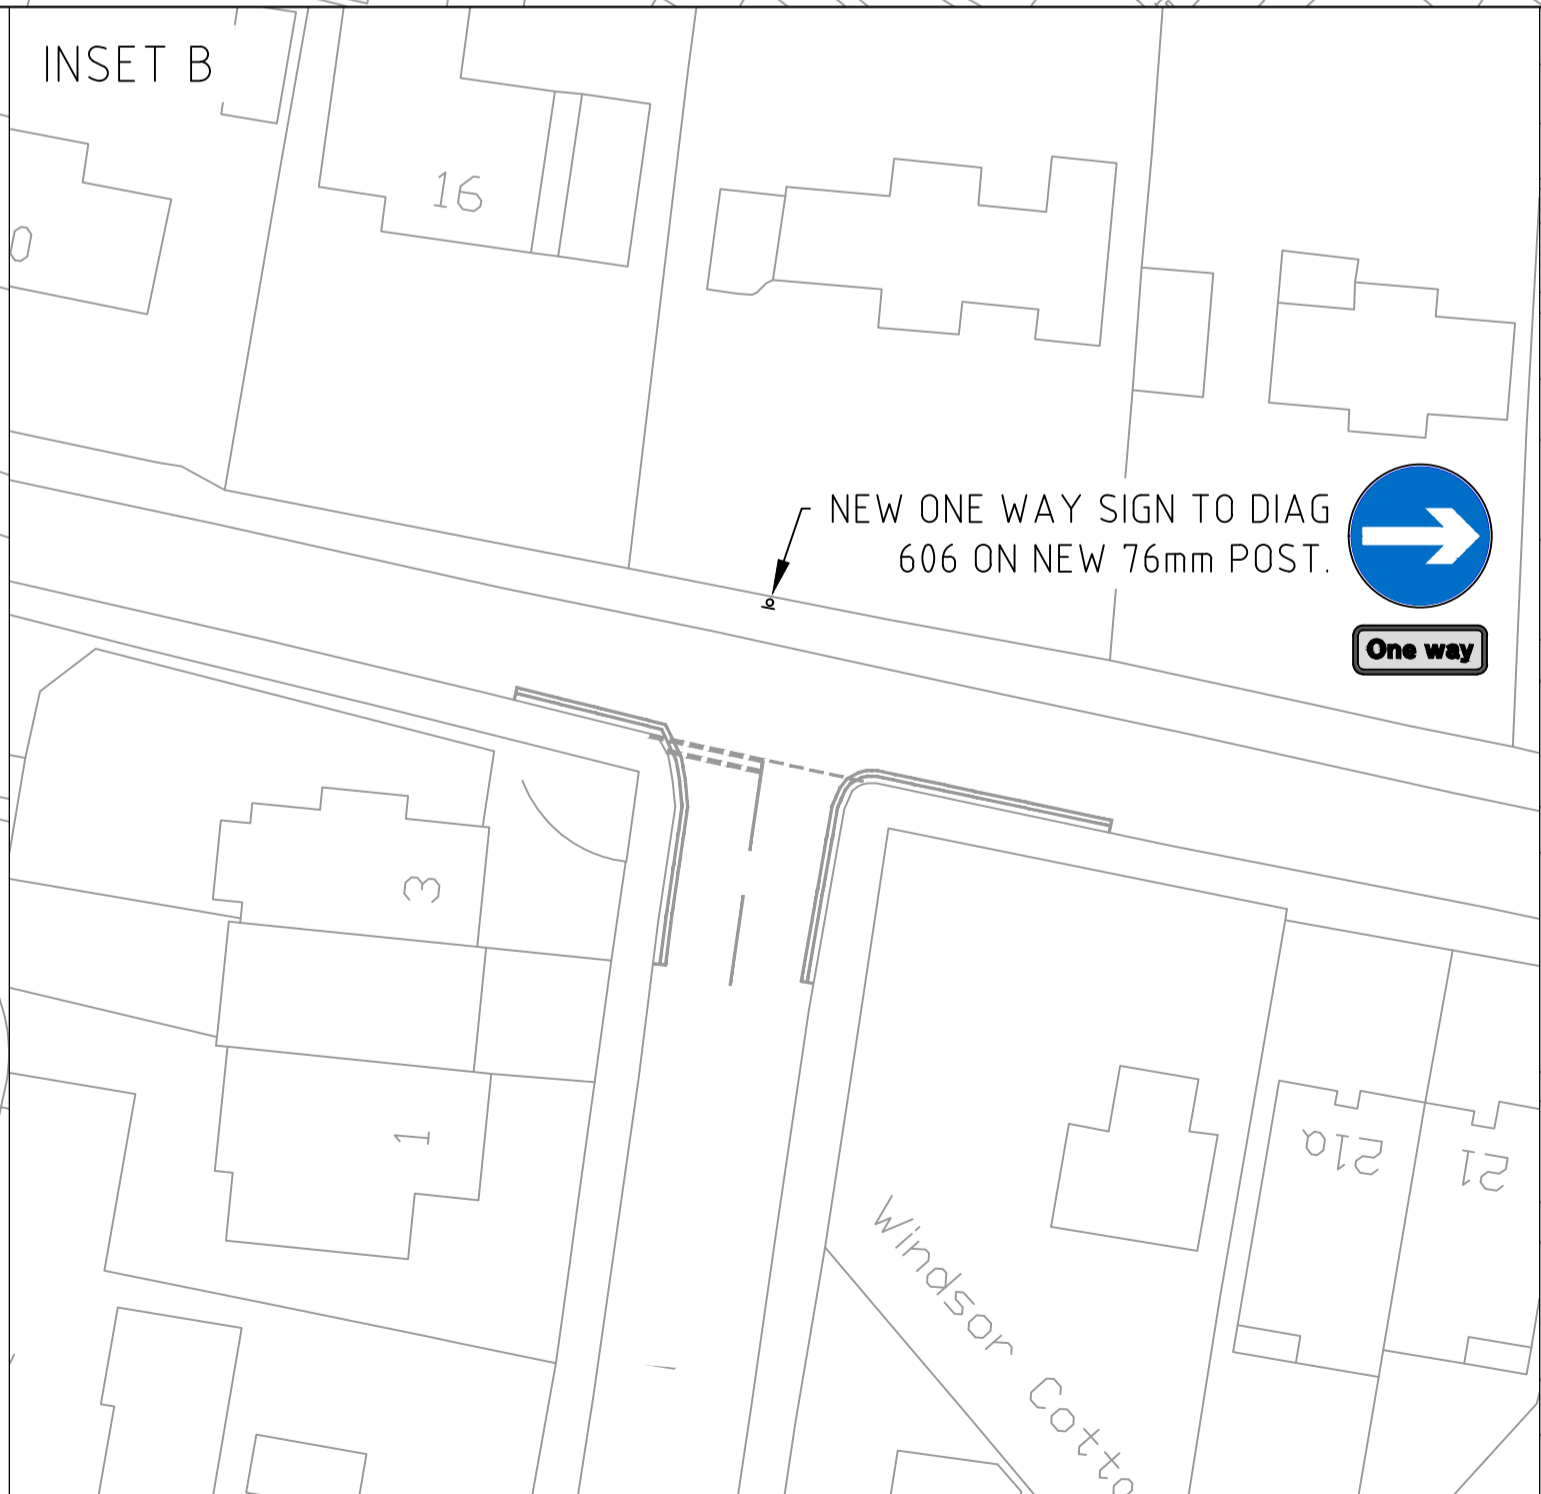 INSET B
16
0
NEW ONE WAY SIGN TO DIAG
606 ON NEW 76mm POST.
One way
3
1
21a
21
Windsor Cotta